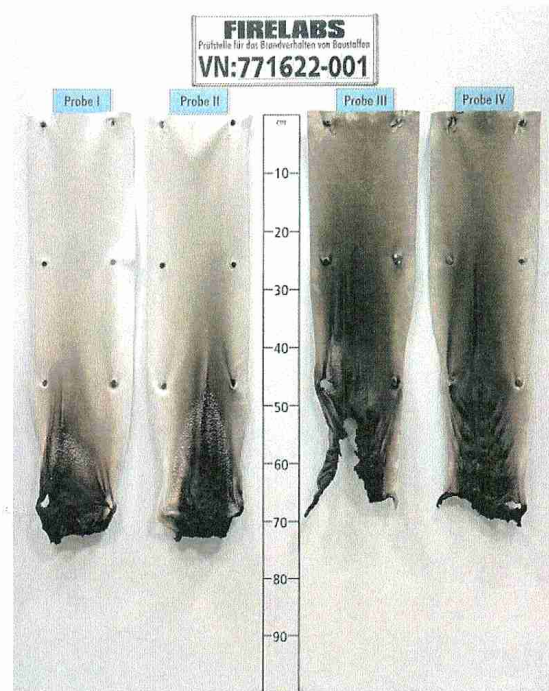 FIRELABS
Prüfstelle für das Brandverhalten von Baustoffen
VN:771622-001
Probe I
Probe II
Probe III
Probe IV
cm
10
20
30
40
50
60
70
80
90